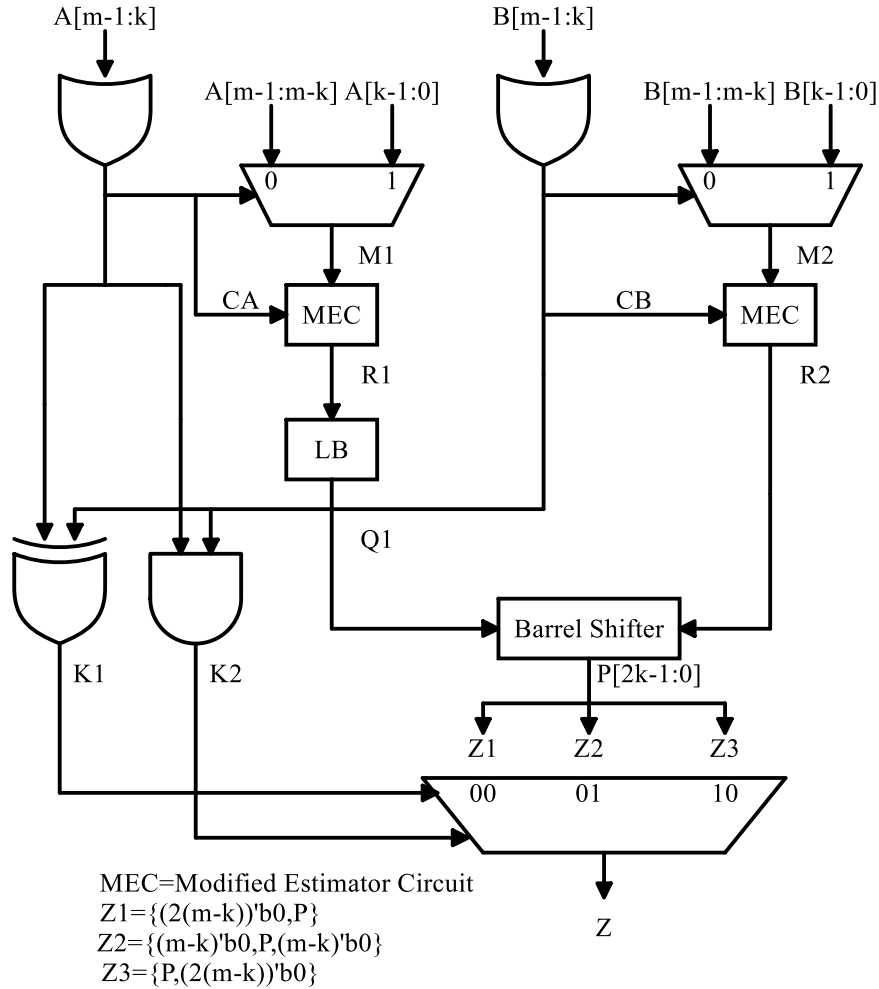 A[m-1:k]
B[m-1:k]
A[m-1:m-k] A[k-1:0]
B[m-1:m-k] B[k-1:0]
0 1
0 1
M1
M2
CA
MEC
CB
MEC
R1
R2
LB
Q1
Barrel Shifter
K1
K2
P[2k-1:0]
Z1 Z2 Z3
00 01 10
MEC=Modified Estimator Circuit
Z1={(2(m-k))'b0,P}
Z2={(m-k)'b0,P,(m-k)'b0}
Z3={P,(2(m-k))'b0}
Z